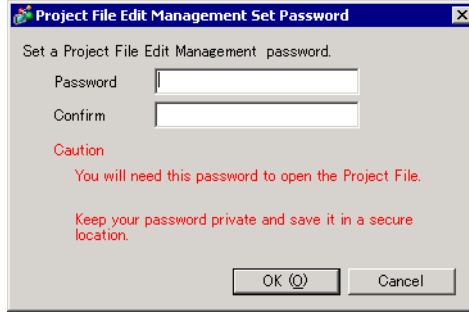 Project File Edit Management Set Password
Set a Project File Edit Management password.
Password
Confirm
Caution
You will need this password to open the Project File.
Keep your password private and save it in a secure
location.
OK (O)
Cancel